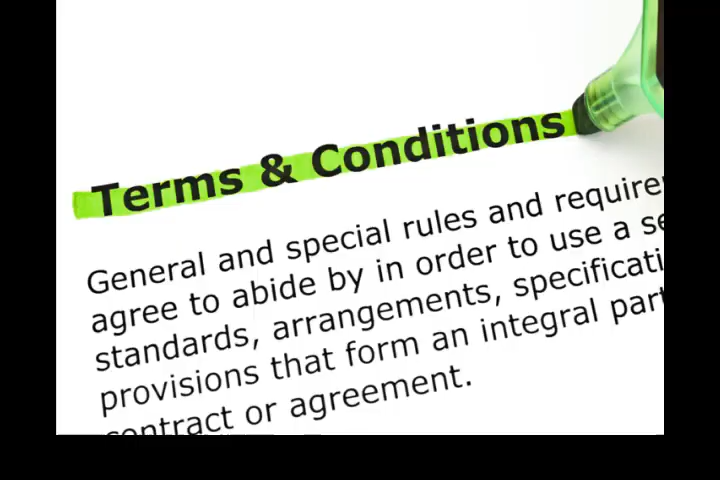 Terms & Conditions
General and special rules and
agree to abide by in order to use a
standards, arrangements,
provisions that form an integral
contract or agreement.